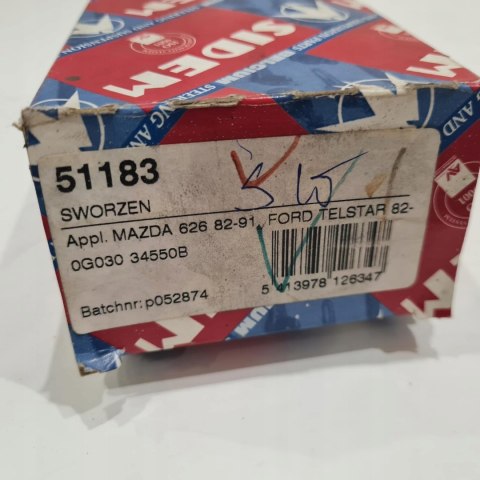 SIDEM
51183
SWORZEN
Appl. MAZDA 626 82-91, FORD TELSTAR 82-
0G030 34550B
5 413978 126347
Batchnr: p052874